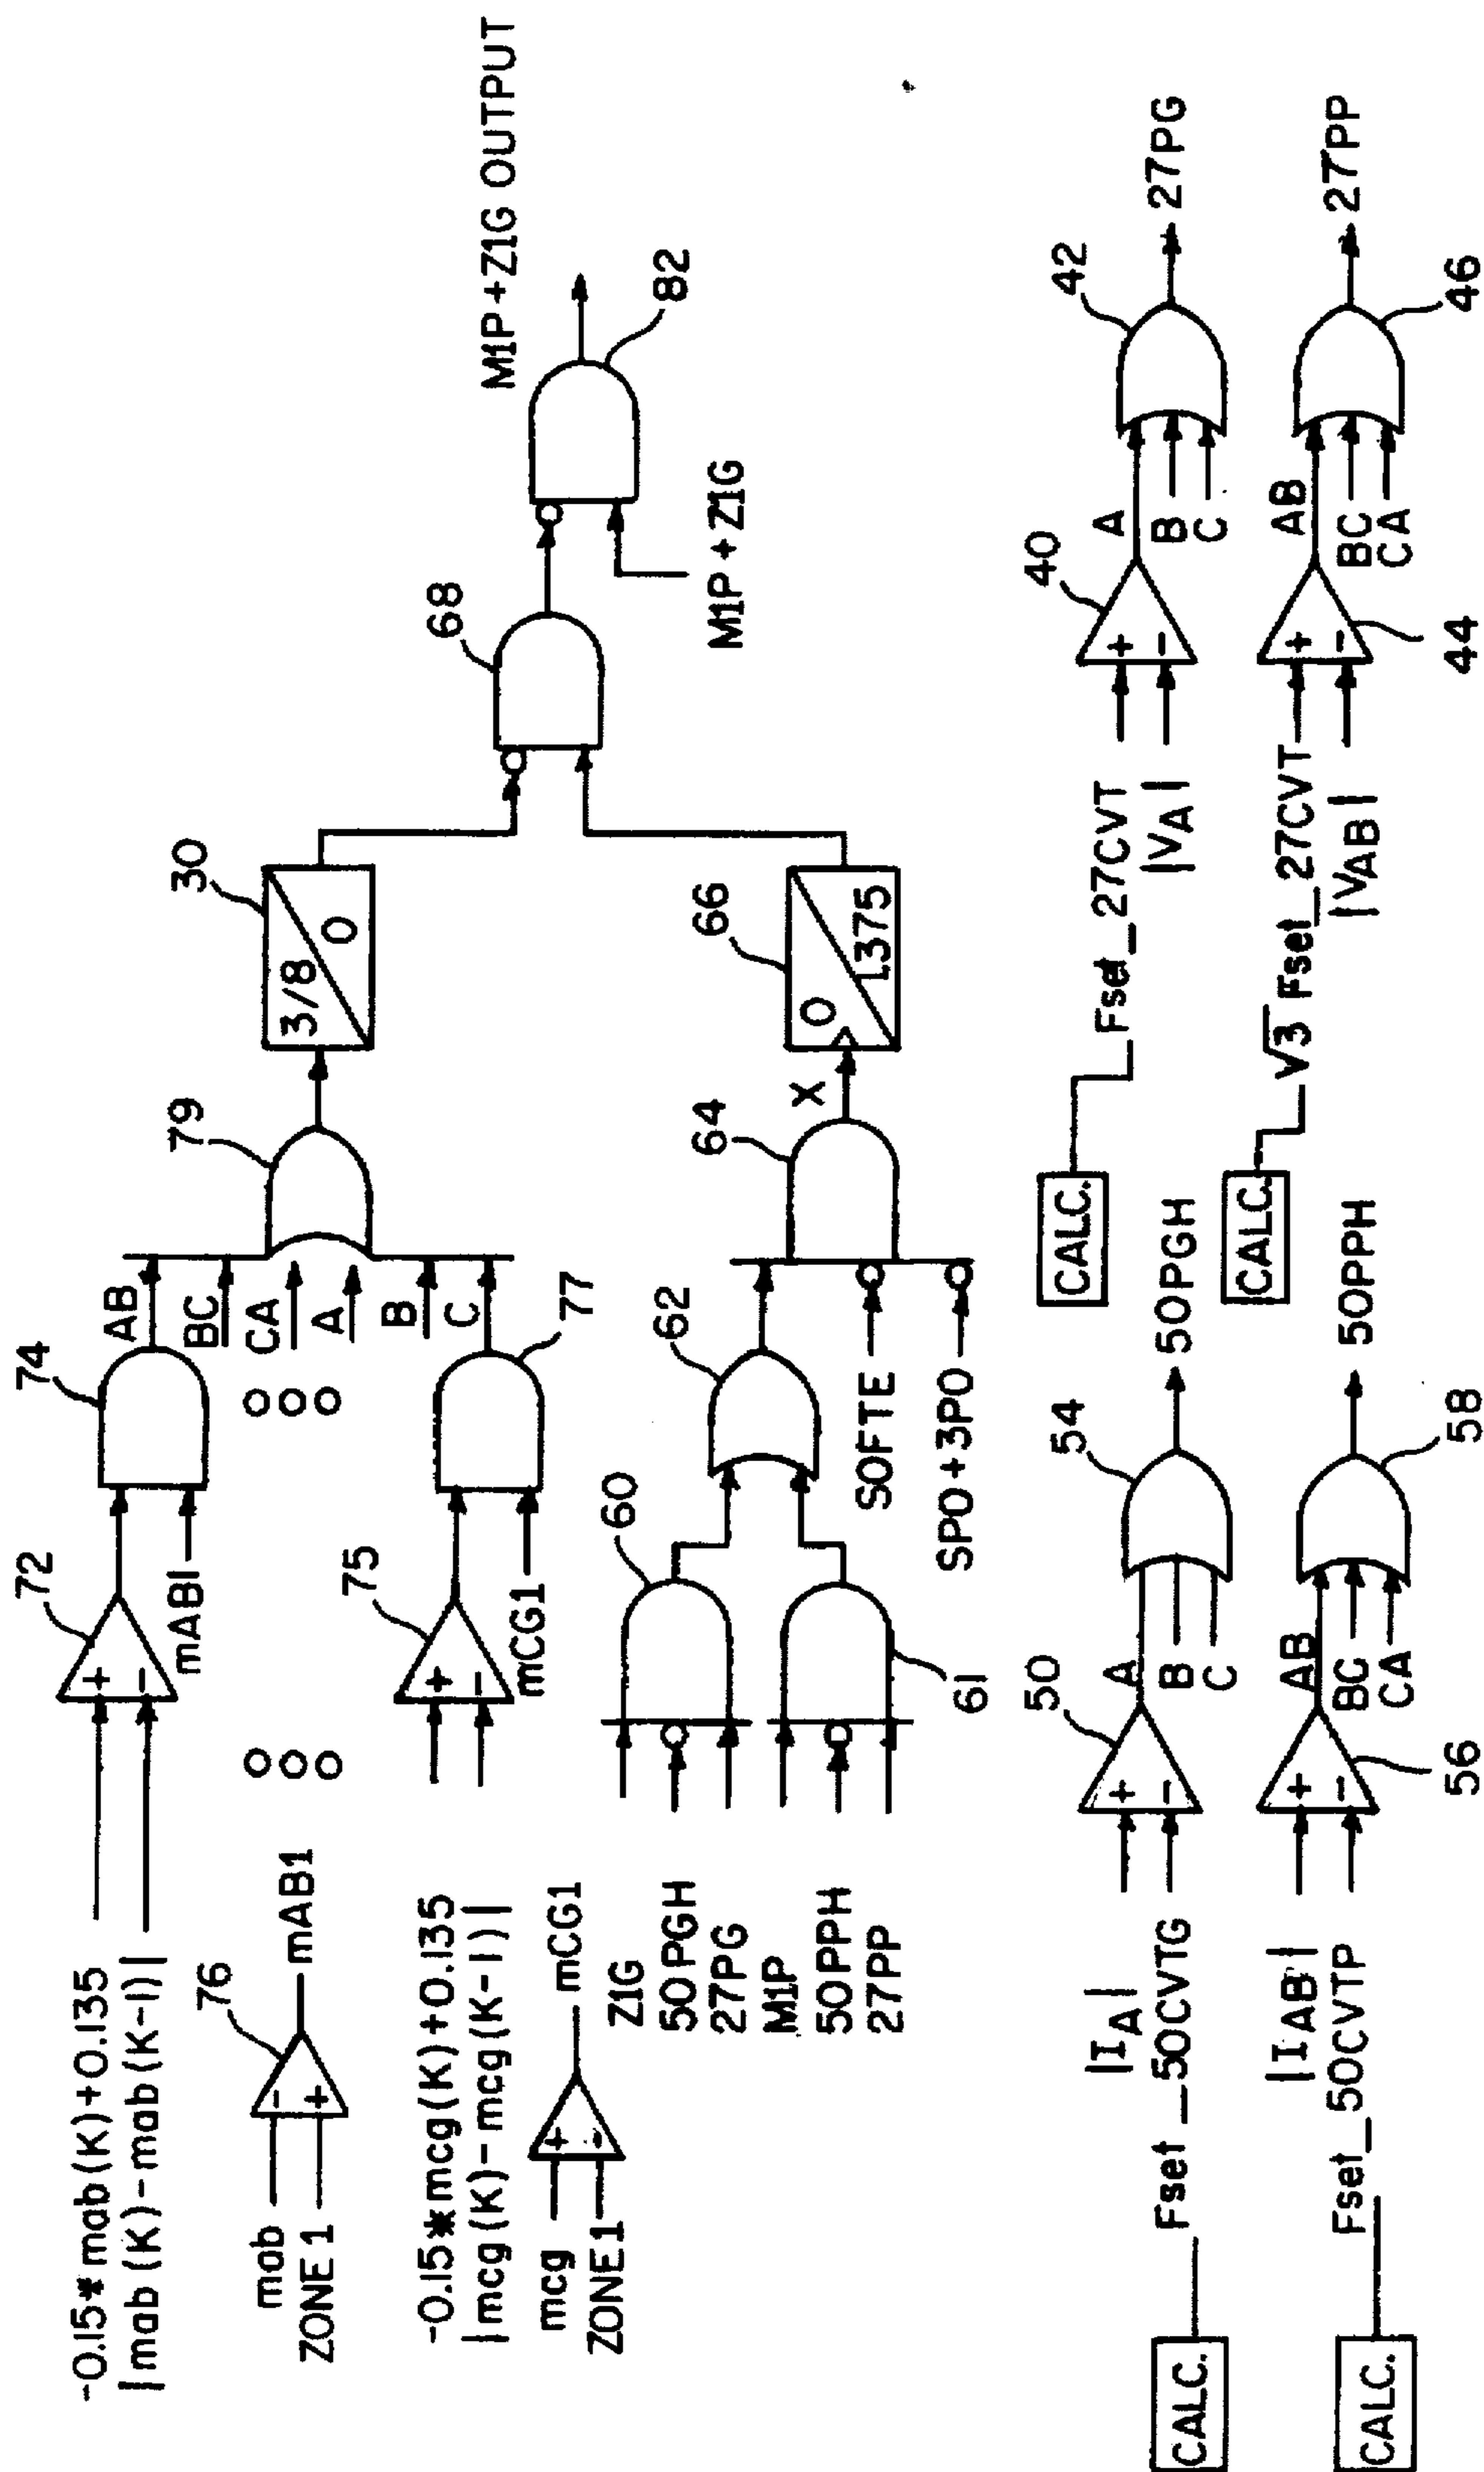 -0.15*mab(K)+0.135
|mab(K)-mab(K-1)|
72
+
-
mAB1
74
AB
BC
CA
A
B
C
79
30
3/8
0
mab
ZONE 1
76
-
+
mAB1
-0.15*mcg(K)+0.135
|mcg(K)-mcg(K-1)|
75
+
-
mCG1
77
mcg
ZONE1
+
-
mCG1
68
82
M1P+Z1G
M1P+Z1G OUTPUT
Z1G
50PGH
27PG
M1P
50PPH
27PP
60
61
62
SOFTE
SPO+3PO
64
X
66
0
1.375
CALC.
|IA|
Fset_50CVTG
50
+
-
A
B
C
54
50PGH
CALC.
|IAB|
Fset_50CVTP
56
+
-
AB
BC
CA
58
50PPH
CALC.
Fset_27CVT
|VA|
40
+
-
A
B
C
42
27PG
CALC.
√3 Fset_27CVT
|VAB|
44
+
-
AB
BC
CA
46
27PP